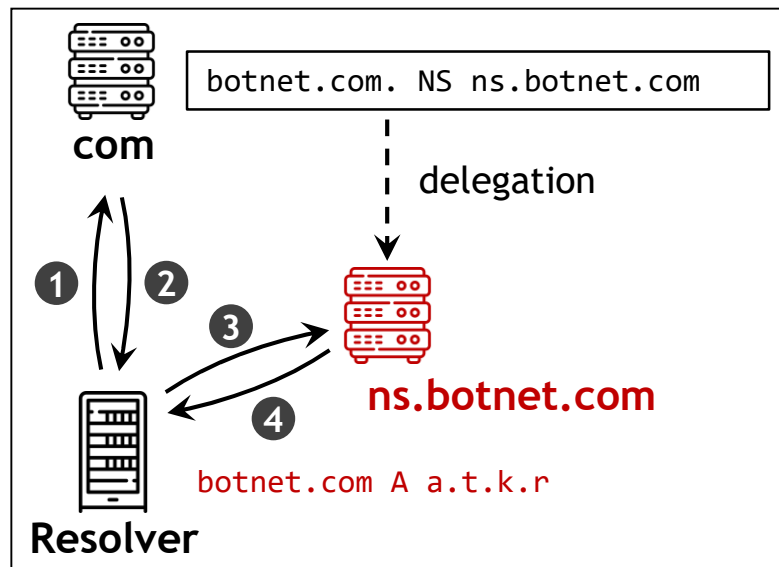 botnet.com. NS ns.botnet.com
com
delegation
1
2
3
ns.botnet.com
4
botnet.com A a.t.k.r
Resolver